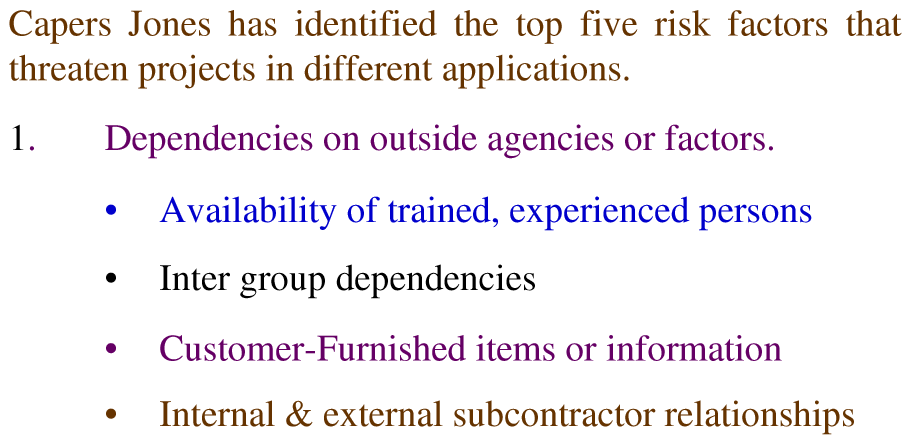 Capers Jones has identified the top five risk factors that
threaten projects in different applications.
1. Dependencies on outside agencies or factors.
• Availability of trained, experienced persons
• Inter group dependencies
• Customer-Furnished items or information
• Internal & external subcontractor relationships